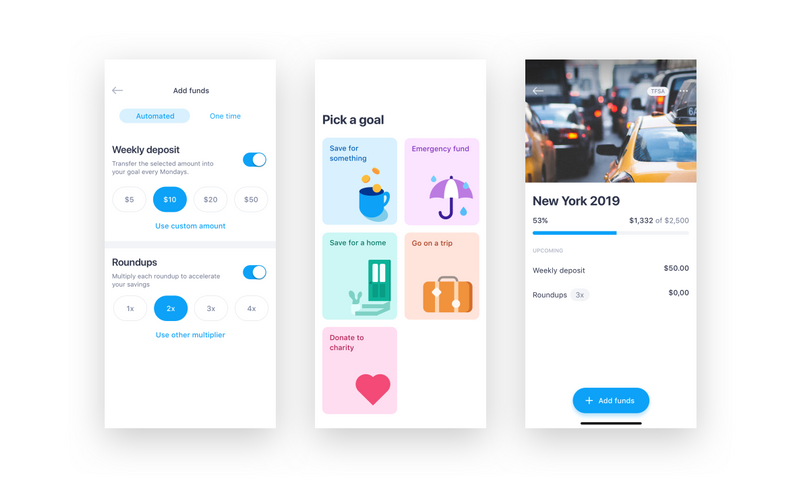 Add funds
Automated
One time
Weekly deposit
Transfer the selected amount into
your goal every Mondays.
$5
$10
$20
$50
Use custom amount
Roundups
Multiply each roundup to accelerate
your savings
1x
2x
3x
4x
Use other multiplier
Pick a goal
Save for
something
Emergency fund
Save for a home
Go on a trip
Donate to
charity
TFSA
New York 2019
53%
$1,332 of $2,500
UPCOMING
Weekly deposit
$50.00
Roundups 3x
$0,00
Add funds